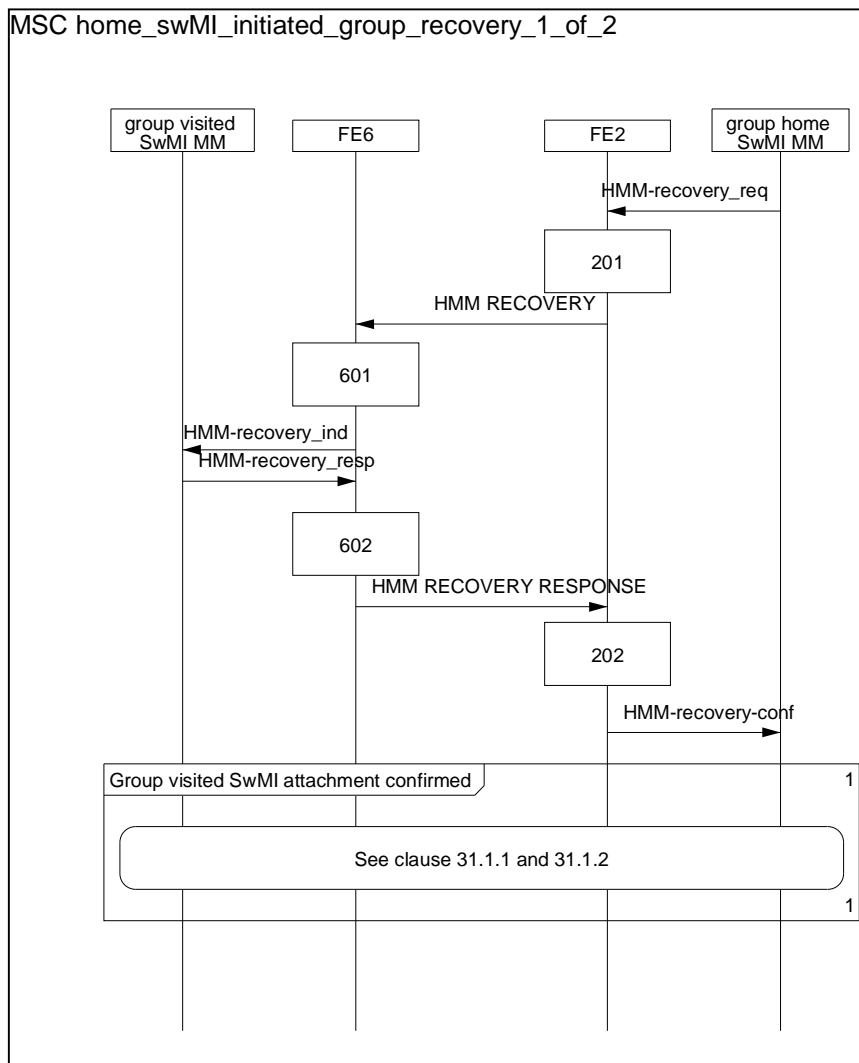 MSC home_swMI_initiated_group_recovery_1_of_2
group visited
SwMI MM
FE6
FE2
group home
SwMI MM
HMM-recovery_req
201
HMM RECOVERY
601
HMM-recovery_ind
HMM-recovery_resp
602
HMM RECOVERY RESPONSE
202
HMM-recovery-conf
Group visited SwMI attachment confirmed
1
See clause 31.1.1 and 31.1.2
1